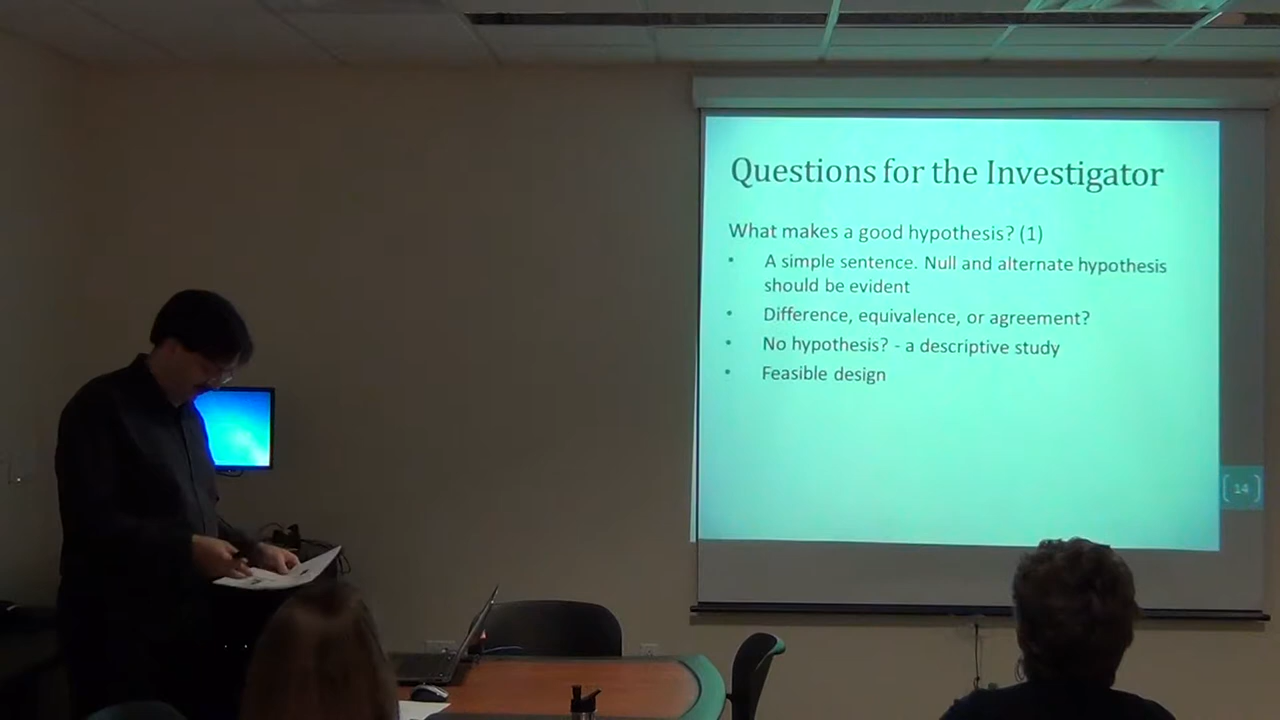 Questions for the Investigator
What makes a good hypothesis? (1)
• A simple sentence. Null and alternate hypothesis
should be evident
• Difference, equivalence, or agreement?
• No hypothesis? - a descriptive study
• Feasible design
[14]